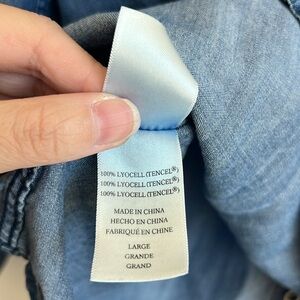 100% LYOCELL (TENCEL®)
100% LYOCELL (TENCEL®)
100% LYOCELL (TENCEL®)
MADE IN CHINA
HECHO EN CHINA
FABRIQUÉ EN CHINE
LARGE
GRANDE
GRAND